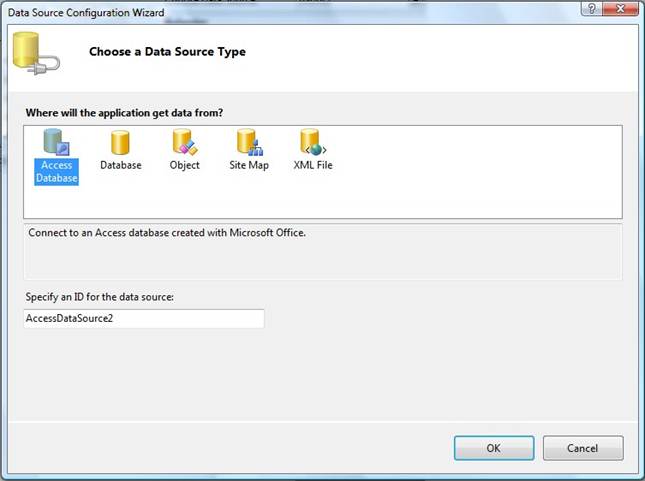 Data Source Configuration Wizard
Choose a Data Source Type
Where will the application get data from?
Access Database
Database
Object
Site Map
XML File
Connect to an Access database created with Microsoft Office.
Specify an ID for the data source:
AccessDataSource2
OK
Cancel